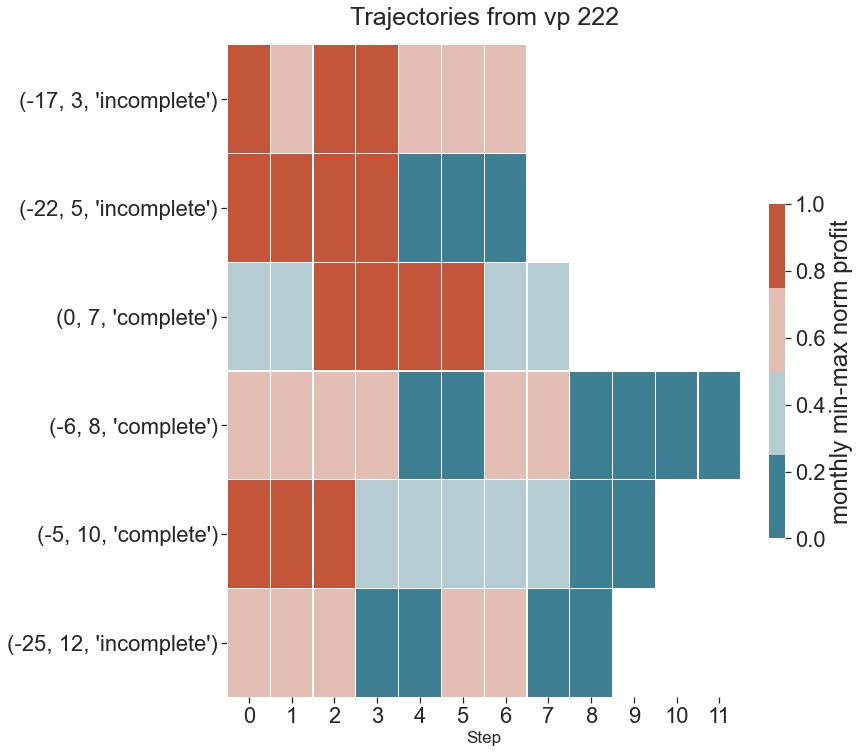 Trajectories from vp 222
(-17, 3, 'incomplete')
(-22, 5, 'incomplete')
(0, 7, 'complete')
(-6, 8, 'complete')
(-5, 10, 'complete')
(-25, 12, 'incomplete')
0 1 2 3 4 5 6 7 8 9 10 11
Step
1.0
0.8
0.6
0.4
0.2
0.0
monthly min-max norm profit